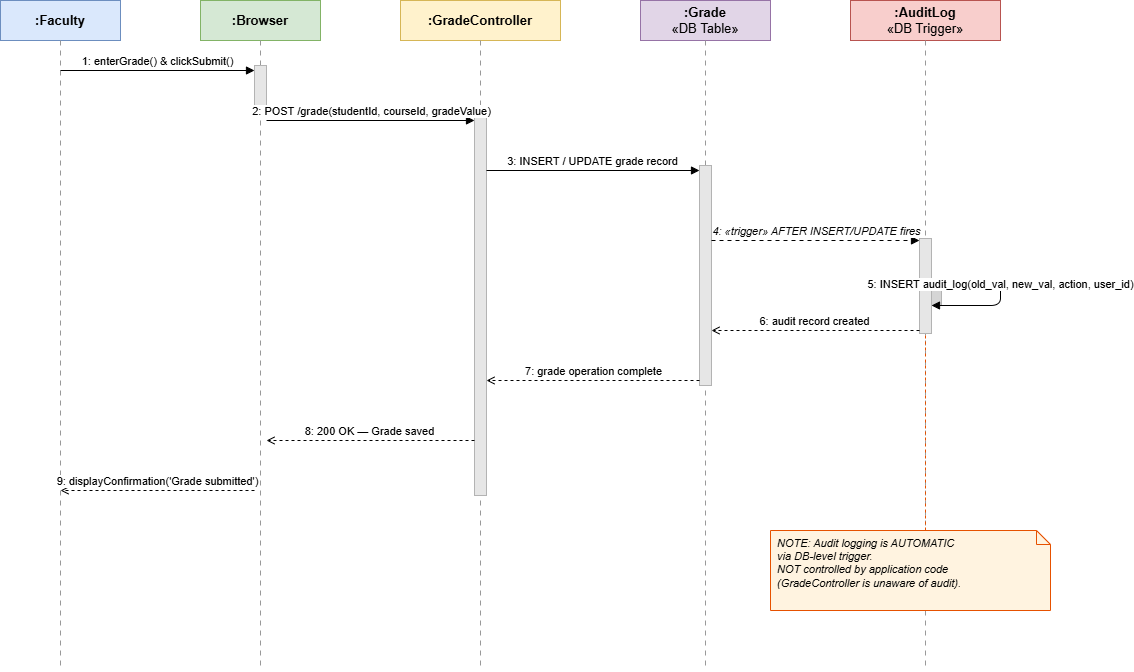 :Faculty
:Browser
:GradeController
:Grade
«DB Table»
:AuditLog
«DB Trigger»
1: enterGrade() & clickSubmit()
2: POST /grade(studentId, courseId, gradeValue)
3: INSERT / UPDATE grade record
4: «trigger» AFTER INSERT/UPDATE fires
5: INSERT audit_log(old_val, new_val, action, user_id)
6: audit record created
7: grade operation complete
8: 200 OK — Grade saved
9: displayConfirmation('Grade submitted')
NOTE: Audit logging is AUTOMATIC
via DB-level trigger.
NOT controlled by application code
(GradeController is unaware of audit).